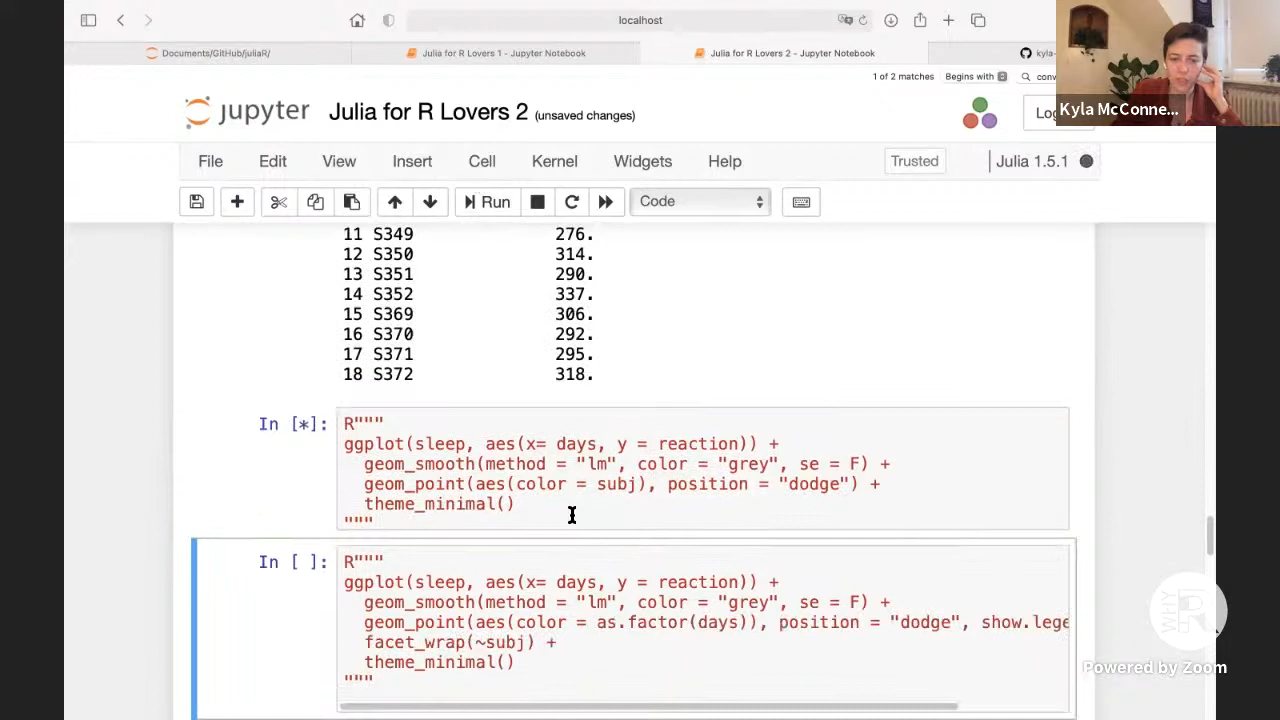 localhost
Documents/GitHub/juliaR/
Julia for R Lovers 1 - Jupyter Notebook
Julia for R Lovers 2 - Jupyter Notebook
kyla-
1 of 2 matches
Begins with
conv
jupyter
Julia for R Lovers 2 (unsaved changes)
Kyla McConne...
File Edit View Insert Cell Kernel Widgets Help
Trusted
Julia 1.5.1
Run
Code
11 S349 276.
12 S350 314.
13 S351 290.
14 S352 337.
15 S369 306.
16 S370 292.
17 S371 295.
18 S372 318.
In [*]:
R"""
ggplot(sleep, aes(x= days, y = reaction)) +
  geom_smooth(method = "lm", color = "grey", se = F) +
  geom_point(aes(color = subj), position = "dodge") +
  theme_minimal()
"""
In [ ]:
R"""
ggplot(sleep, aes(x= days, y = reaction)) +
  geom_smooth(method = "lm", color = "grey", se = F) +
  geom_point(aes(color = as.factor(days)), position = "dodge", show.lege
  facet_wrap(~subj) +
  theme_minimal()
"""
WHY R
Powered by Zoom